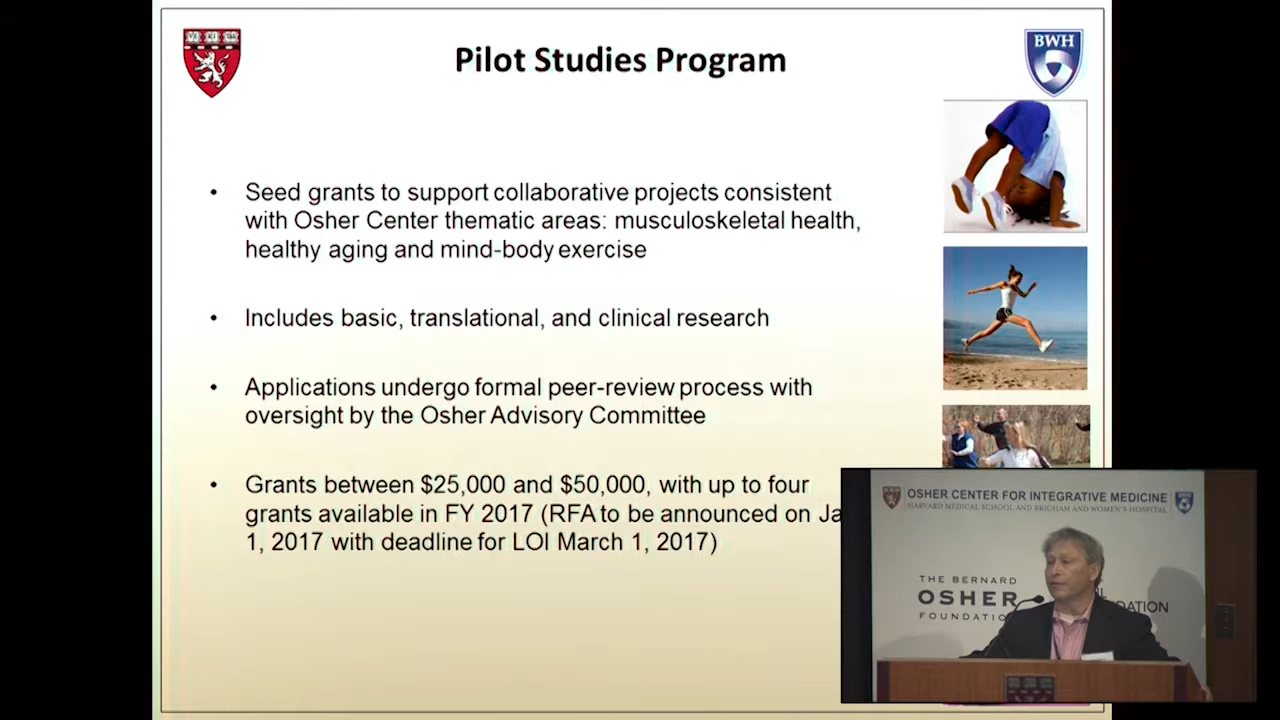 Pilot Studies Program
BWH
• Seed grants to support collaborative projects consistent
with Osher Center thematic areas: musculoskeletal health,
healthy aging and mind-body exercise
• Includes basic, translational, and clinical research
• Applications undergo formal peer-review process with
oversight by the Osher Advisory Committee
• Grants between $25,000 and $50,000, with up to four
grants available in FY 2017 (RFA to be announced on Ja
1, 2017 with deadline for LOI March 1, 2017)
OSHER CENTER FOR INTEGRATIVE MEDICINE
HARVARD MEDICAL SCHOOL AND BRIGHAM AND WOMEN'S HOSPITAL
THE BERNARD
OSHER
FOUNDATIO
DATION